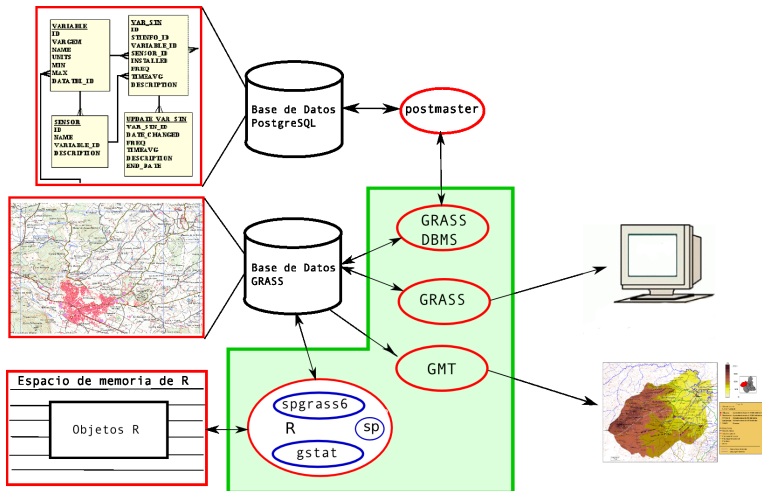 VARIABLE
ID
VARGEM
NAME
UNITS
MIN
MAX
DATATBL_ID
VAR_STN
ID
STINFO_ID
VARIABLE_ID
SENSOR_ID
INSTALLED
FREQ
TIMEAVG
DESCRIPTION
SENSOR
ID
NAME
VARIABLE_ID
DESCRIPTION
UPDATE_VAR_STN
VAR_STN_ID
DATE_CHANGED
FREQ
TIMEAVG
DESCRIPTION
END_DATE
Base de Datos
PostgreSQL
postmaster
GRASS
DBMS
Base de Datos
GRASS
GRASS
GMT
Espacio de memoria de R
Objetos R
spgrass6
R
sp
gstat